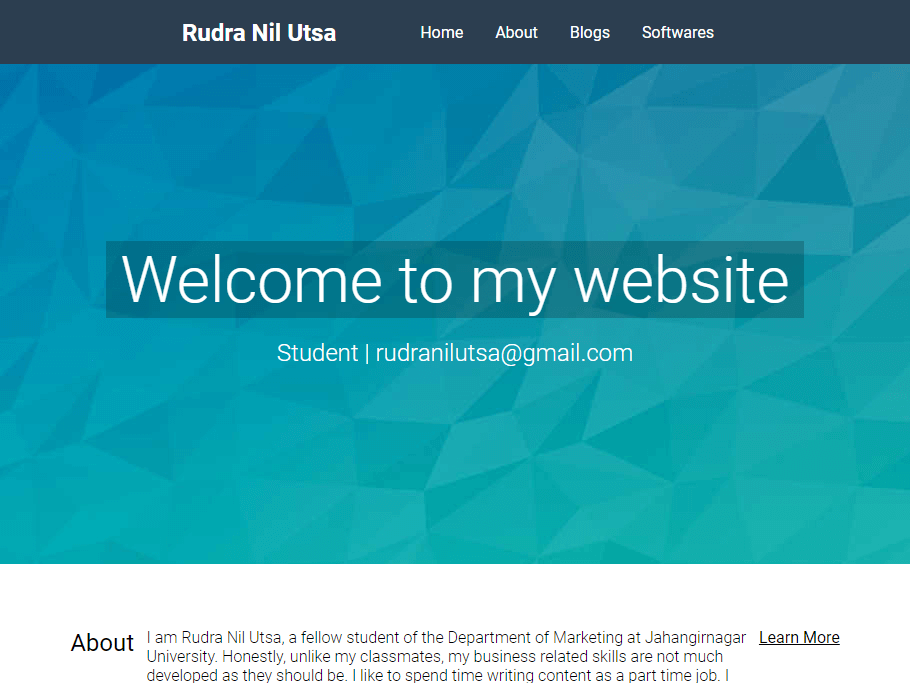 Rudra Nil Utsa
Home About Blogs Softwares
Welcome to my website
Student | rudranilutsa@gmail.com
About
I am Rudra Nil Utsa, a fellow student of the Department of Marketing at Jahangirnagar
University. Honestly, unlike my classmates, my business related skills are not much
developed as they should be. I like to spend time writing content as a part time job. I
Learn More